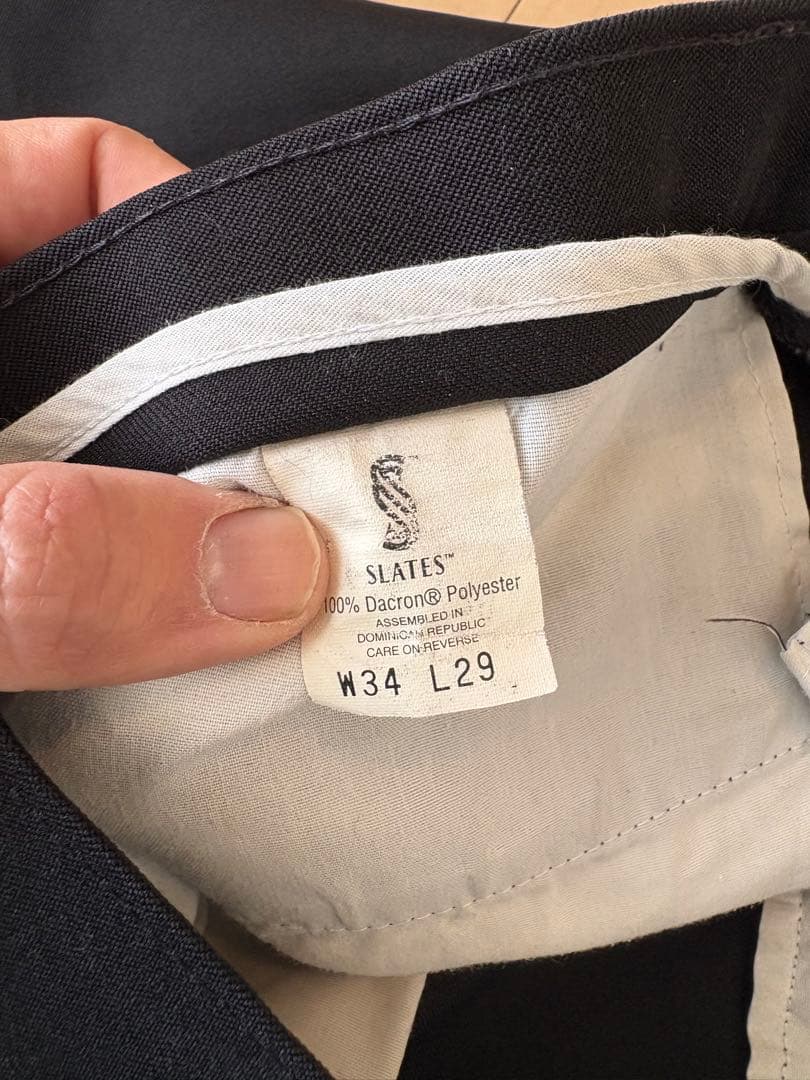 SLATES™
100% Dacron® Polyester
ASSEMBLED IN
DOMINICAN REPUBLIC
CARE ON REVERSE
W34 L29